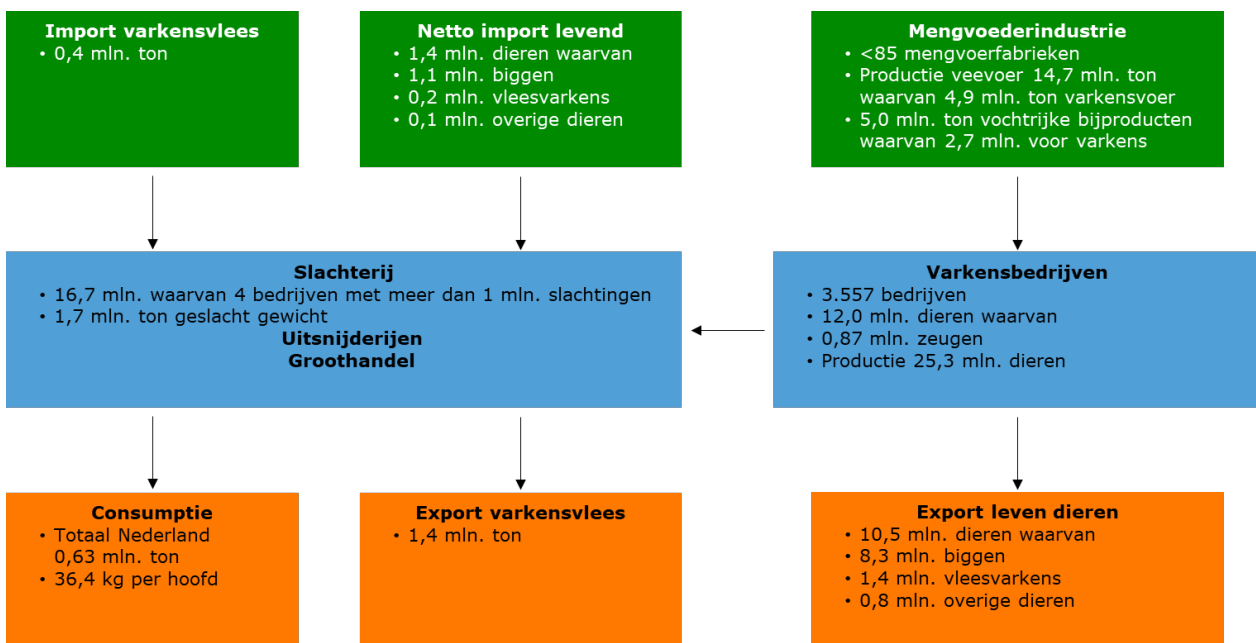 Import varkensvlees
• 0,4 mln. ton
Netto import levend
• 1,4 mln. dieren waarvan
• 1,1 mln. biggen
• 0,2 mln. vleesvarkens
• 0,1 mln. overige dieren
Mengvoederindustrie
• <85 mengvoerfabrieken
• Productie veevoer 14,7 mln. ton
waarvan 4,9 mln. ton varkensvoer
• 5,0 mln. ton vochtrijke bijproducten
waarvan 2,7 mln. voor varkens
Slachterij
• 16,7 mln. waarvan 4 bedrijven met meer dan 1 mln. slachtingen
• 1,7 mln. ton geslacht gewicht
Uitsnijderijen
Groothandel
Varkensbedrijven
• 3.557 bedrijven
• 12,0 mln. dieren waarvan
• 0,87 mln. zeugen
• Productie 25,3 mln. dieren
Consumptie
• Totaal Nederland
0,63 mln. ton
• 36,4 kg per hoofd
Export varkensvlees
• 1,4 mln. ton
Export leven dieren
• 10,5 mln. dieren waarvan
• 8,3 mln. biggen
• 1,4 mln. vleesvarkens
• 0,8 mln. overige dieren